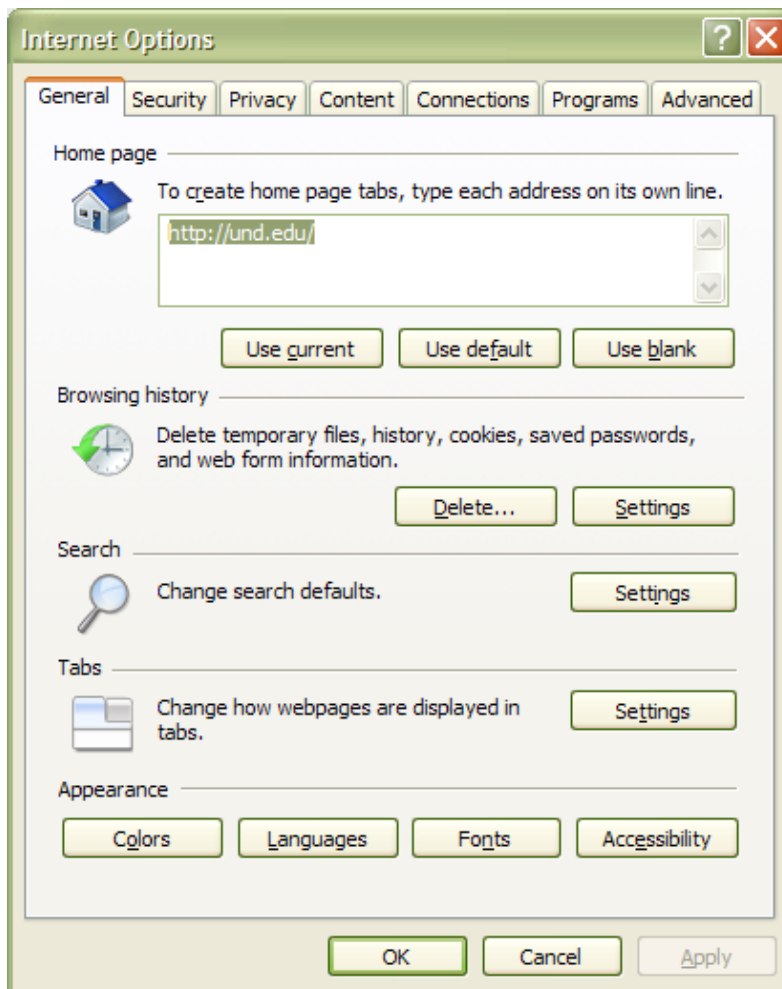 Internet Options
General Security Privacy Content Connections Programs Advanced
Home page
To create home page tabs, type each address on its own line.
http://und.edu/
Use current Use default Use blank
Browsing history
Delete temporary files, history, cookies, saved passwords,
and web form information.
Delete... Settings
Search
Change search defaults. Settings
Tabs
Change how webpages are displayed in
tabs.
Settings
Appearance
Colors Languages Fonts Accessibility
OK Cancel Apply